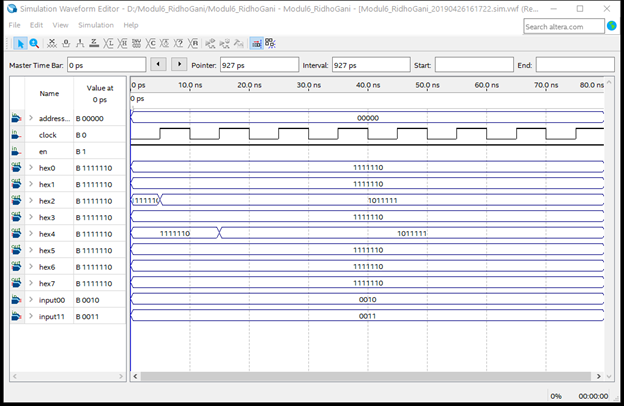 Simulation Waveform Editor - D:/Modul6_RidhoGani/Modul6_RidhoGani - Modul6_RidhoGani - [Modul6_RidhoGani_20190426161722.sim.vwf (Re...
File Edit View Simulation Help
Search altera.com
Master Time Bar: 0 ps Pointer: 927 ps Interval: 927 ps Start: End:
Name Value at 0 ps
0 ps 10.0 ns 20.0 ns 30.0 ns 40.0 ns 50.0 ns 60.0 ns 70.0 ns 80.0 ns
0 ps
address... B 00000 00000
clock B 0
en B 1
hex0 B 1111110 1111110
hex1 B 1111110 1111110
hex2 B 1111110 111110 1011111
hex3 B 1111110 1111110
hex4 B 1111110 1111110 1011111
hex5 B 1111110 1111110
hex6 B 1111110 1111110
hex7 B 1111110 1111110
input00 B 0010 0010
input11 B 0011 0011
0% 00:00:00